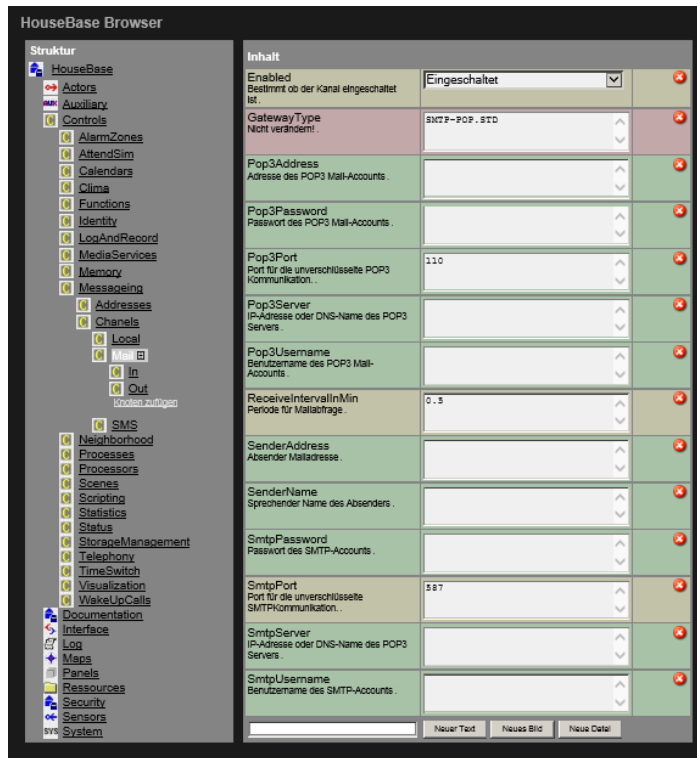 HouseBase Browser
Struktur
HouseBase
Actors
AUX Auxiliary
Controls
AlarmZones
AttendSim
Calendars
Clima
Functions
Identity
LogAndRecord
MediaServices
Memory
Messageing
Addresses
Chanels
Local
Mail
In
Out
Knoten zufügen
SMS
Neighborhood
Processes
Processors
Scenes
Scripting
Statistics
Status
StorageManagement
Telephony
TimeSwitch
Visualization
WakeUpCalls
Documentation
Interface
Log
Maps
Panels
Ressources
Security
Sensors
SYS System
Inhalt
Enabled
Bestimmt ob der Kanal eingeschaltet
ist .
Eingeschaltet
GatewayType
Nicht verändern! .
SMTP-POP.STD
Pop3Address
Adresse des POP3 Mail-Accounts .
Pop3Password
Passwort des POP3 Mail-Accounts .
Pop3Port
Port für die unverschlüsselte POP3
Kommunikation. .
110
Pop3Server
IP-Adresse oder DNS-Name des POP3
Servers .
Pop3Username
Benutzername des POP3 Mail-
Accounts .
ReceiveIntervalInMin
Periode für Mailabfrage .
0.5
SenderAddress
Absender Mailadresse .
SenderName
Sprechender Name des Absenders .
SmtpPassword
Passwort des SMTP-Accounts .
SmtpPort
Port für die unverschlüsselte
SMTPKommunikation. .
587
SmtpServer
IP-Adresse oder DNS-Name des POP3
Servers .
SmtpUsername
Benutzername des SMTP-Accounts .
Neuer Text Neues Bild Neue Datei